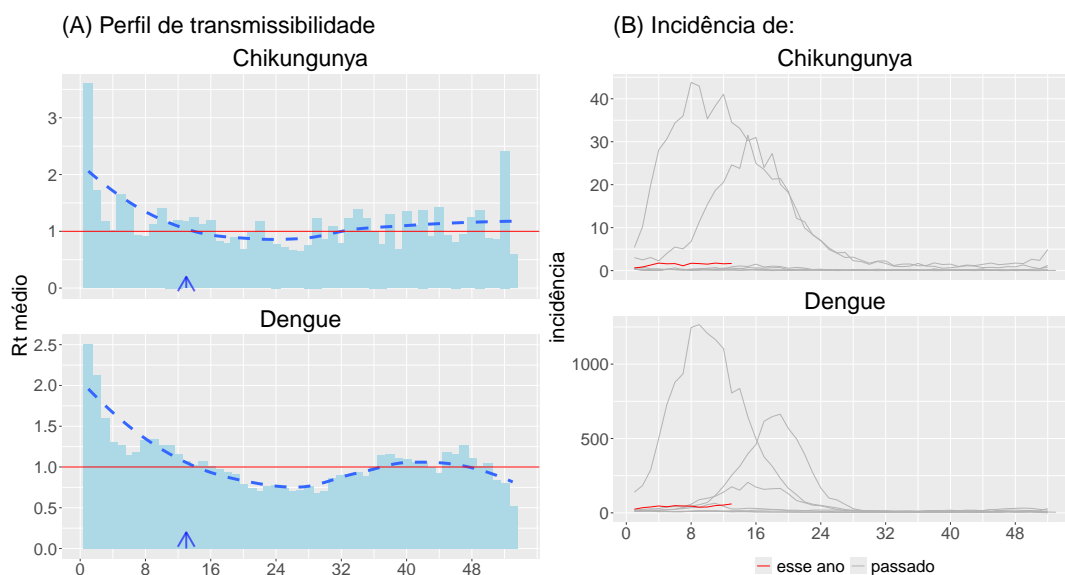 (A) Perfil de transmissibilidade
Chikungunya
3
2
1
0
Dengue
2.5
2.0
1.5
1.0
0.5
0.0
0 8 16 24 32 40 48
Rt médio
(B) Incidência de:
Chikungunya
40
30
20
10
0
Dengue
1000
500
0
0 8 16 24 32 40 48
incidência
esse ano passado